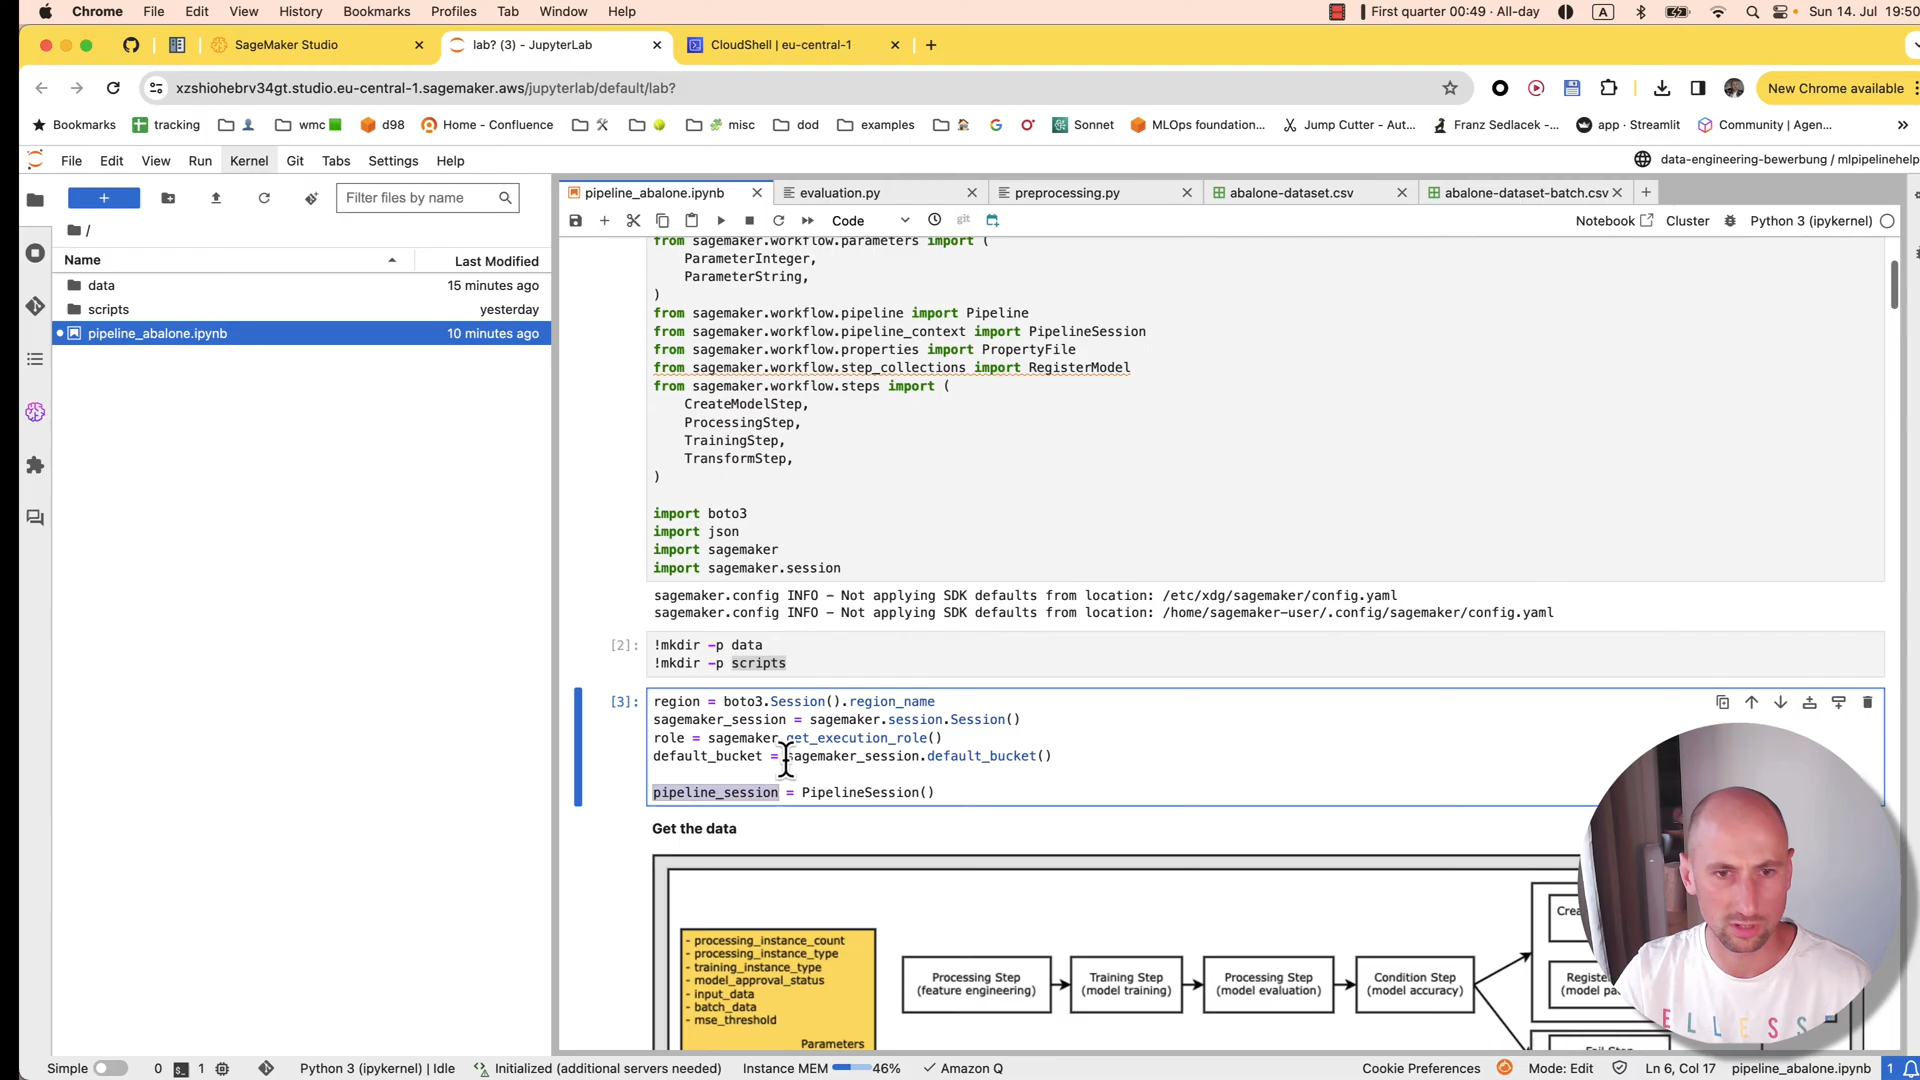 Chrome File Edit View History Bookmarks Profiles Tab Window Help First quarter 00:49 - All-day A Sun 14. Jul 19:50
SageMaker Studio lab? (3) - JupyterLab CloudShell | eu-central-1
xzshiohebrv34gt.studio.eu-central-1.sagemaker.aws/jupyterlab/default/lab? New Chrome available
Bookmarks tracking wmc d98 Home - Confluence misc dod examples Sonnet MLOps foundation... Jump Cutter - Aut... Franz Sedlacek -... app · Streamlit Community | Agen...
File Edit View Run Kernel Git Tabs Settings Help data-engineering-bewerbung / mlpipelinehelp
pipeline_abalone.ipynb evaluation.py preprocessing.py abalone-dataset.csv abalone-dataset-batch.csv
Filter files by name
Code git Notebook Cluster Python 3 (ipykernel)
/
Name Last Modified
data 15 minutes ago
scripts yesterday
pipeline_abalone.ipynb 10 minutes ago
from sagemaker.workflow.parameters import (
ParameterInteger,
ParameterString,
)
from sagemaker.workflow.pipeline import Pipeline
from sagemaker.workflow.pipeline_context import PipelineSession
from sagemaker.workflow.properties import PropertyFile
from sagemaker.workflow.step_collections import RegisterModel
from sagemaker.workflow.steps import (
CreateModelStep,
ProcessingStep,
TrainingStep,
TransformStep,
)
import boto3
import json
import sagemaker
import sagemaker.session
sagemaker.config INFO - Not applying SDK defaults from location: /etc/xdg/sagemaker/config.yaml
sagemaker.config INFO - Not applying SDK defaults from location: /home/sagemaker-user/.config/sagemaker/config.yaml
[2]: !mkdir -p data
!mkdir -p scripts
[3]: region = boto3.Session().region_name
sagemaker_session = sagemaker.session.Session()
role = sagemaker.get_execution_role()
default_bucket = sagemaker_session.default_bucket()
pipeline_session = PipelineSession()
Get the data
- processing_instance_count
- processing_instance_type
- training_instance_type
- model_approval_status
- input_data
- batch_data
- mse_threshold
Parameters
Processing Step
(feature engineering)
Training Step
(model training)
Processing Step
(model evaluation)
Condition Step
(model accuracy)
ELLESS
Simple 0 1 Python 3 (ipykernel) | Idle Initialized (additional servers needed) Instance MEM 46% Amazon Q Cookie Preferences Mode: Edit Ln 6, Col 17 pipeline_abalone.ipynb 1